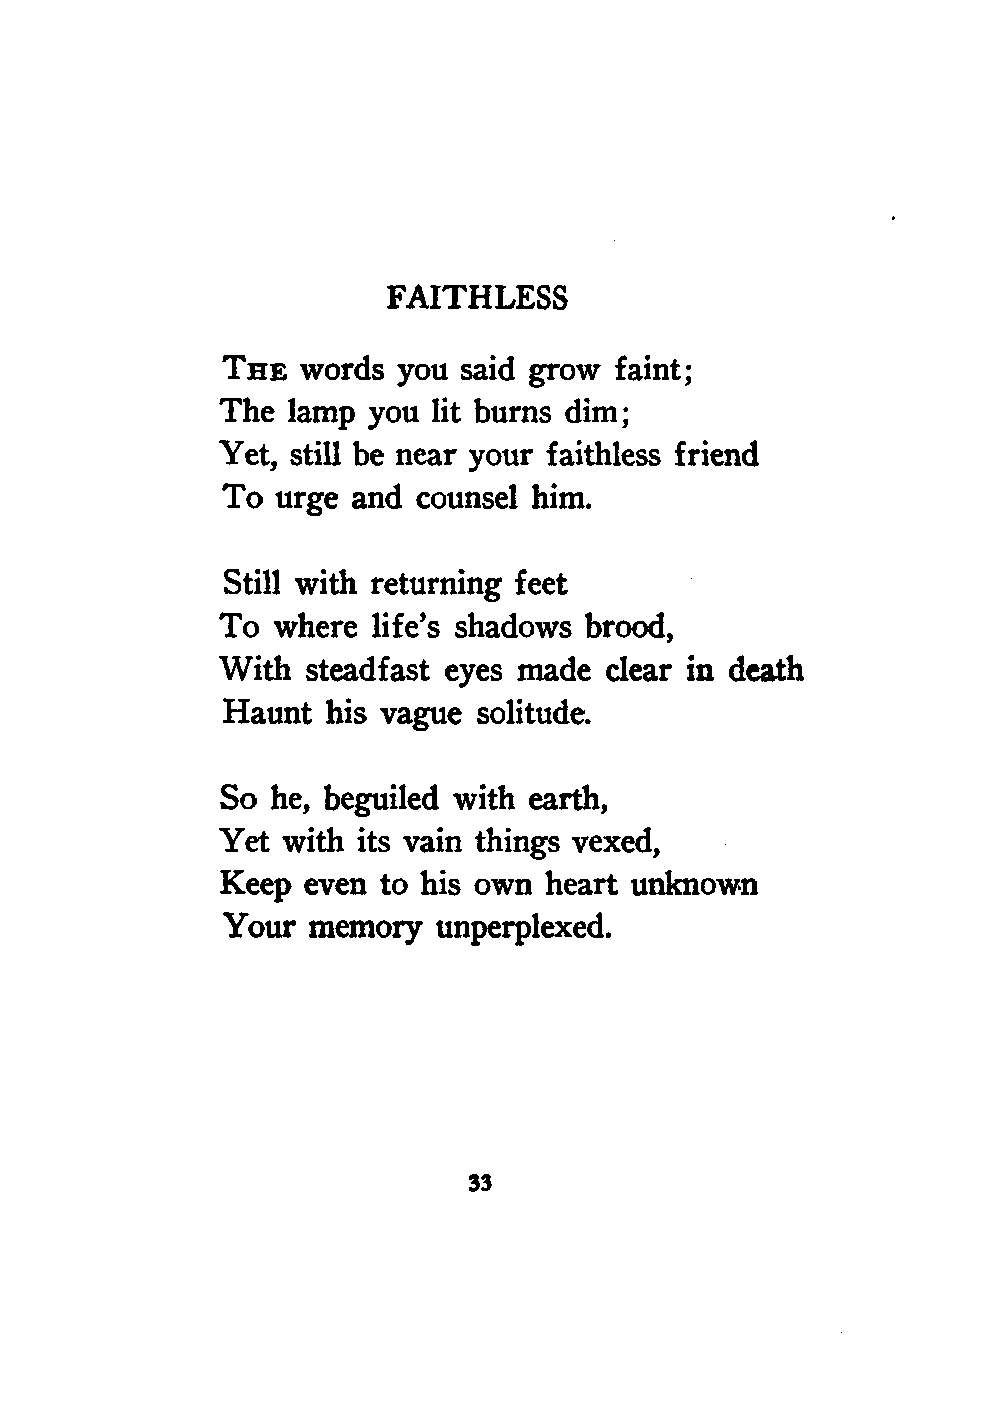 FAITHLESS
THE words you said grow faint;
The lamp you lit burns dim;
Yet, still be near your faithless friend
To urge and counsel him.
Still with returning feet
To where life's shadows brood,
With steadfast eyes made clear in death
Haunt his vague solitude.
So he, beguiled with earth,
Yet with its vain things vexed,
Keep even to his own heart unknown
Your memory unperplexed.
33